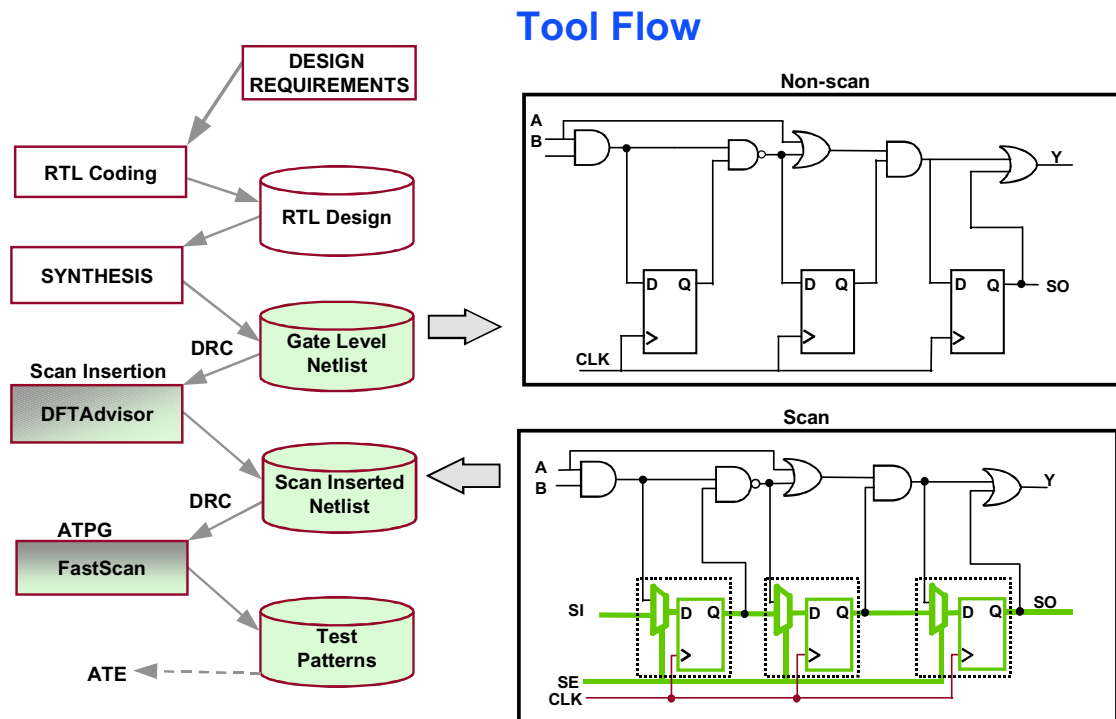 Tool Flow
DESIGN
REQUIREMENTS
RTL Coding
RTL Design
SYNTHESIS
Gate Level
Netlist
DRC
Scan Insertion
DFTAdvisor
Scan Inserted
Netlist
DRC
ATPG
FastScan
Test
Patterns
ATE
Non-scan
A
B
Y
D Q
D Q
D Q
SO
CLK
Scan
A
B
Y
SI
D Q
D Q
D Q
SO
SE
CLK